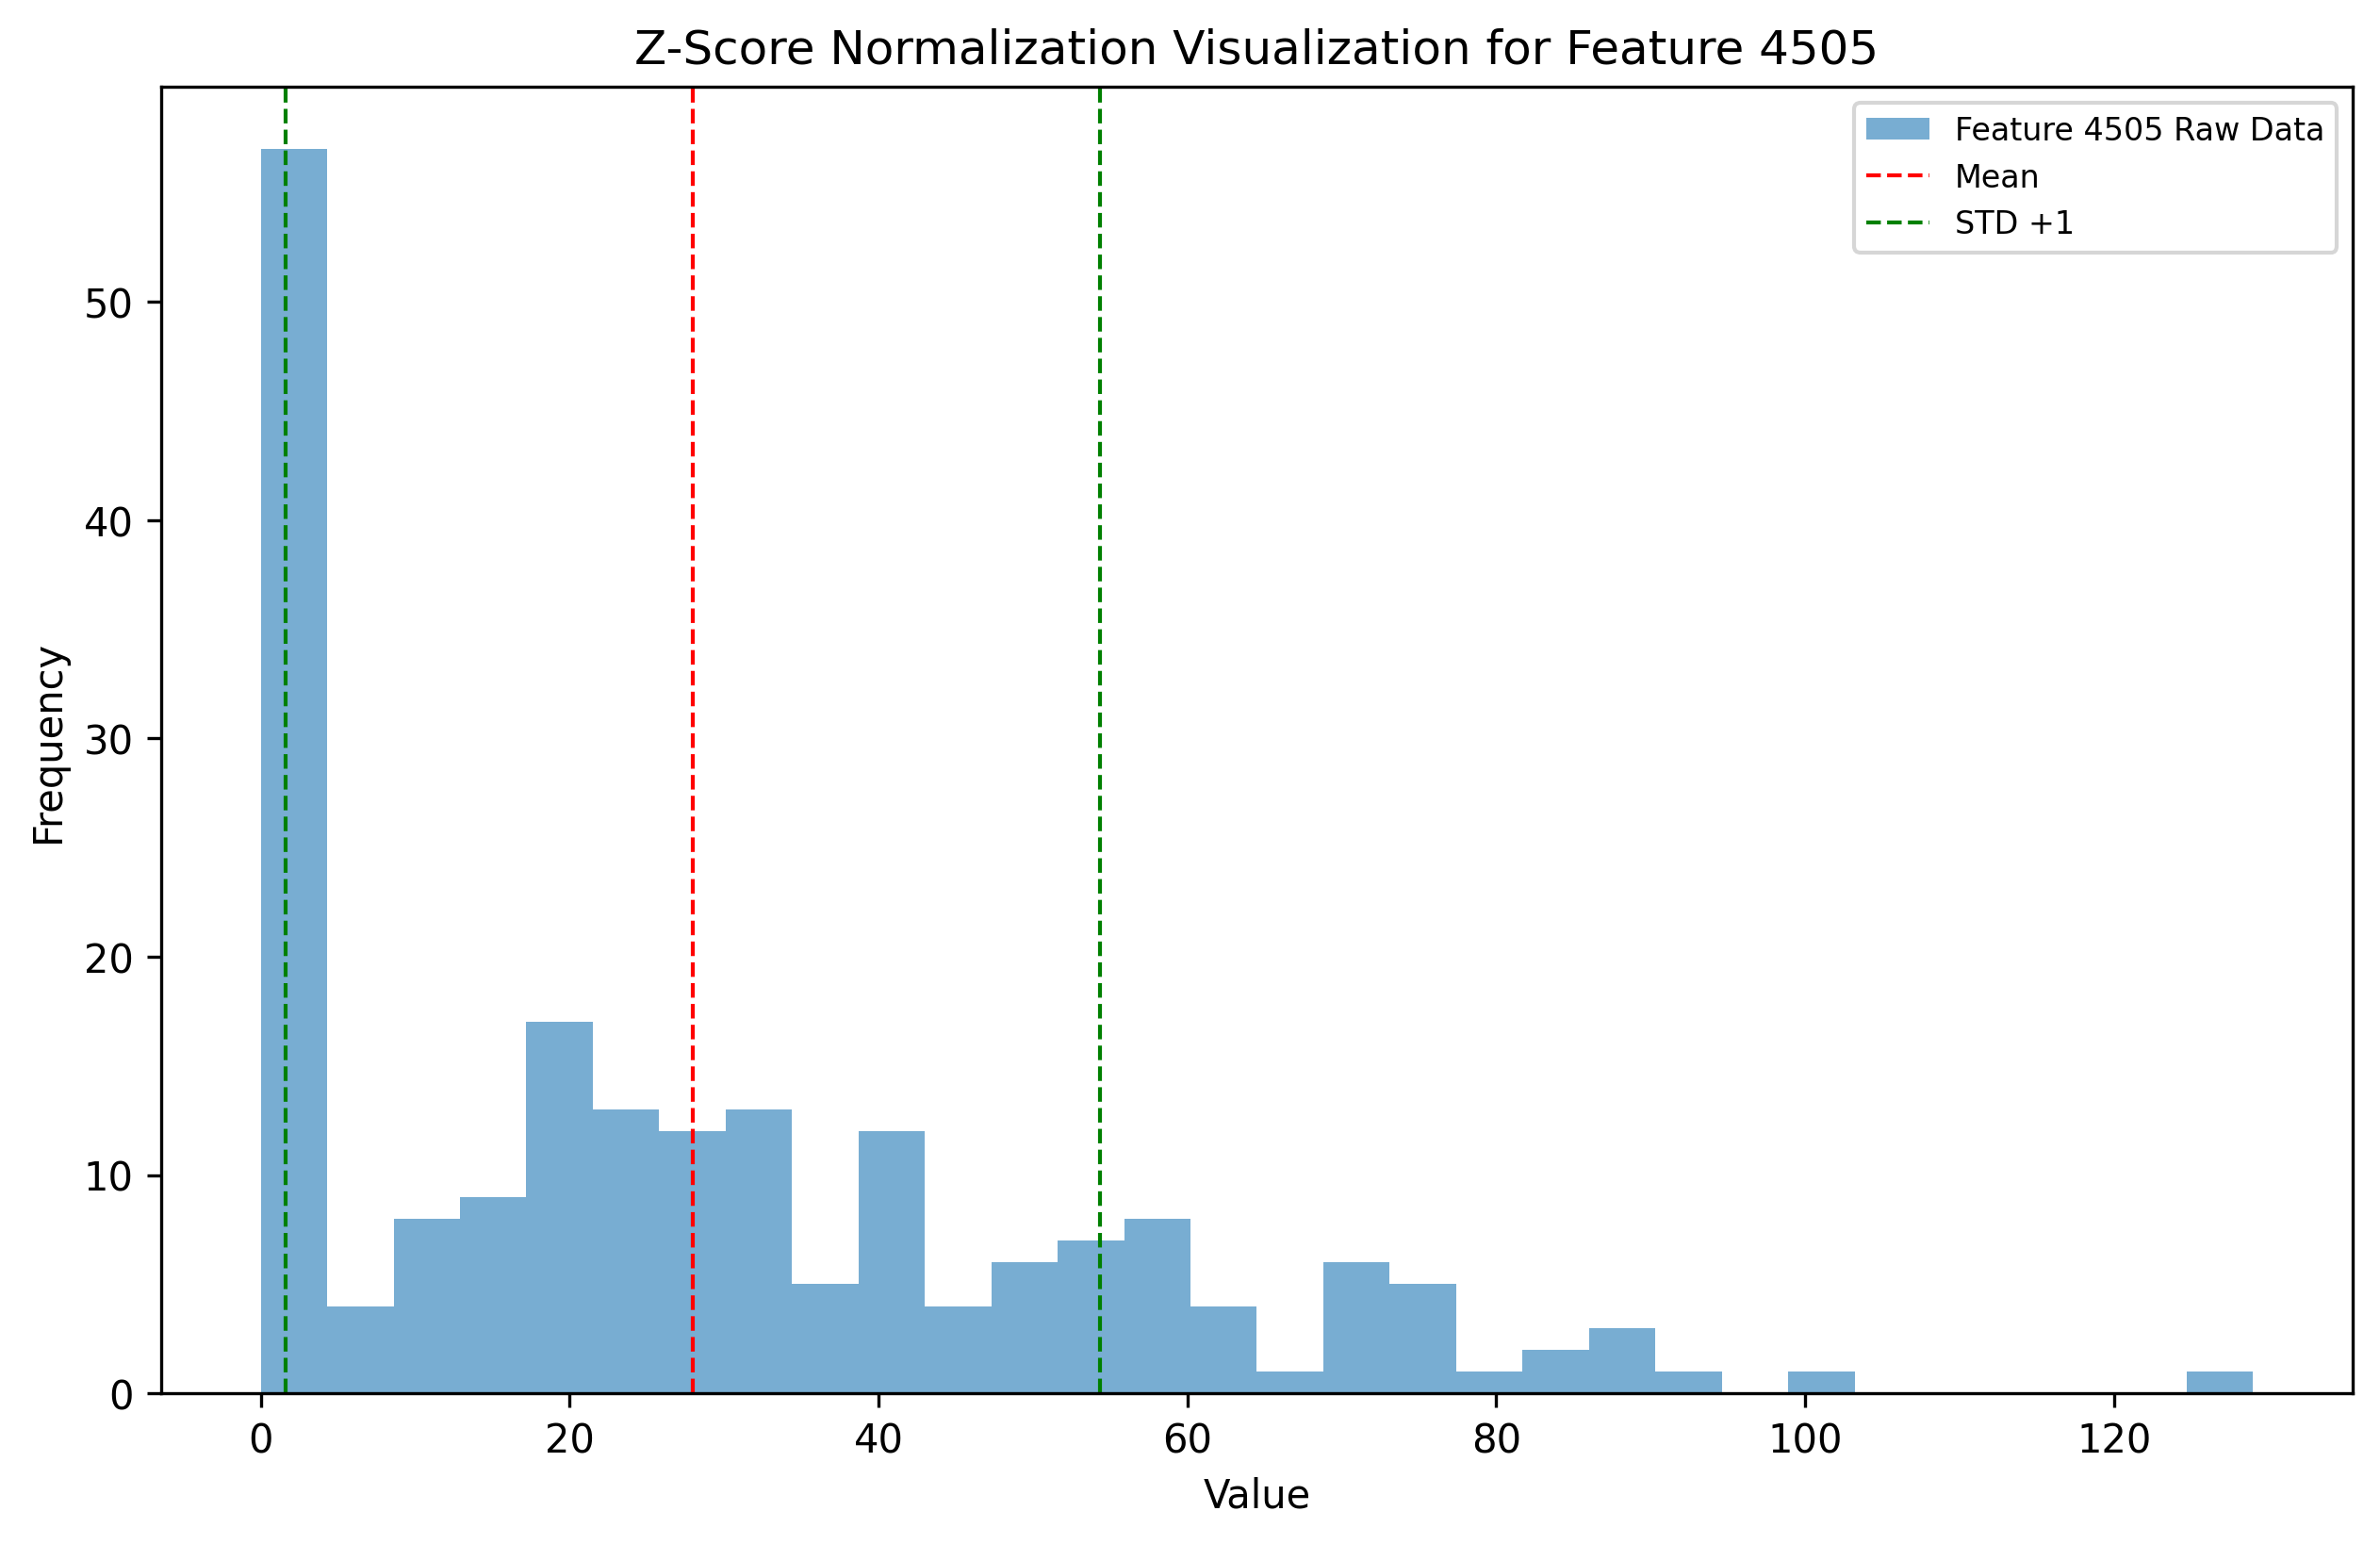 Z-Score Normalization Visualization for Feature 4505
Feature 4505 Raw Data
Mean
STD +1
Frequency
50
40
30
20
10
0
0 20 40 60 80 100 120
Value